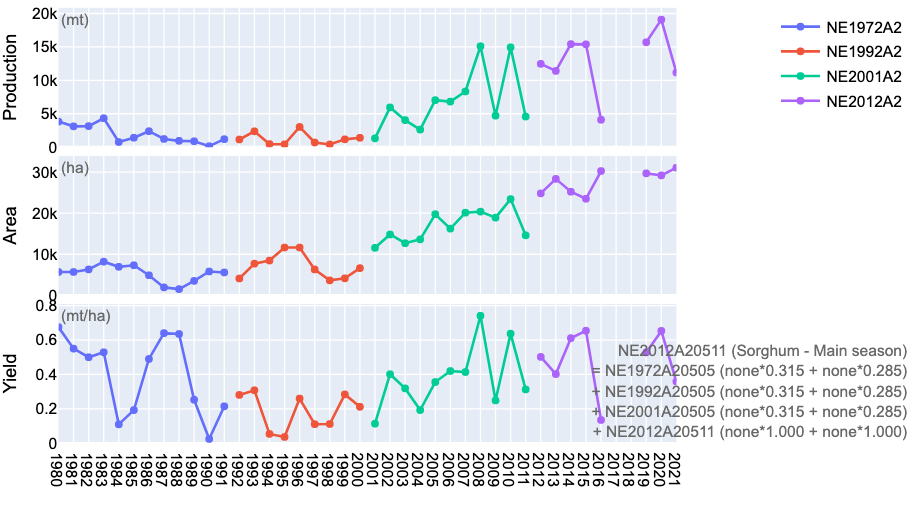 20k
(mt)
15k
10k
5k
0
Production
NE1972A2
NE1992A2
NE2001A2
NE2012A2
30k
(ha)
20k
10k
0
Area
0.8
(mt/ha)
0.6
0.4
0.2
0
Yield
NE2012A20511 (Sorghum - Main season)
= NE1972A20505 (none*0.315 + none*0.285)
+ NE1992A20505 (none*0.315 + none*0.285)
+ NE2001A20505 (none*0.315 + none*0.285)
+ NE2012A20511 (none*1.000 + none*1.000)
1980 1981 1982 1983 1984 1985 1986 1987 1988 1989 1990 1991 1992 1993 1994 1995 1996 1997 1998 1999 2000 2001 2002 2003 2004 2005 2006 2007 2008 2009 2010 2011 2012 2013 2014 2015 2016 2017 2018 2019 2020 2021